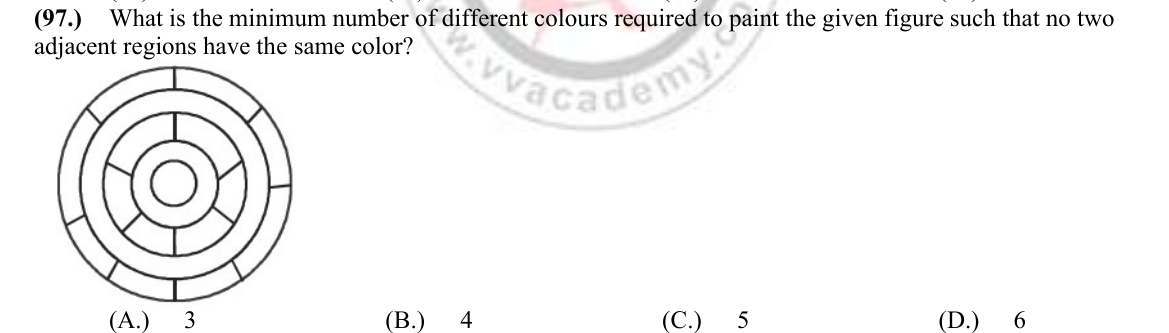 (97.) What is the minimum number of different colours required to paint the given figure such that no two
adjacent regions have the same color?
w.vvacademy.c
(A.) 3 (B.) 4 (C.) 5 (D.) 6